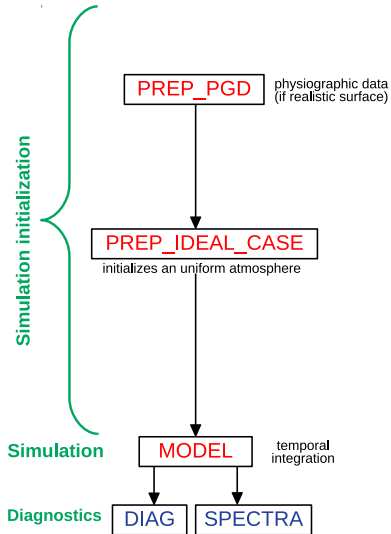 PREP_PGD
physiographic data
(if realistic surface)
Simulation initialization
PREP_IDEAL_CASE
initializes an uniform atmosphere
Simulation
MODEL
temporal
integration
Diagnostics
DIAG
SPECTRA